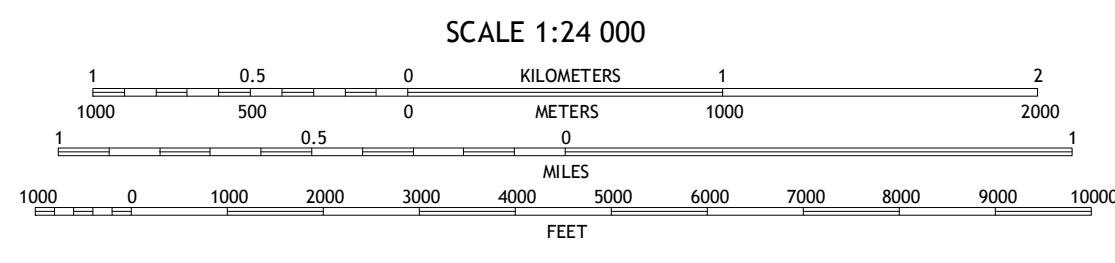 SCALE 1:24 000
1 0.5 0 KILOMETERS 1 2
1000 500 0 METERS 1000 2000
1 0.5 0 1
MILES
1000 0 1000 2000 3000 4000 5000 6000 7000 8000 9000 10000
FEET